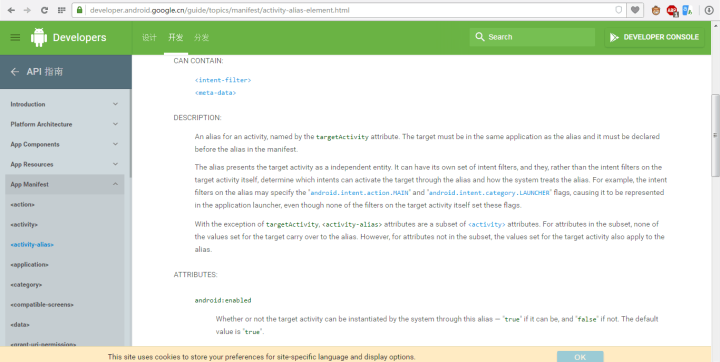 developer.android.google.cn/guide/topics/manifest/activity-alias-element.html
Developers
设计 开发 分发
Search
DEVELOPER CONSOLE
API 指南
Introduction
Platform Architecture
App Components
App Resources
App Manifest
<action>
<activity>
<activity-alias>
<application>
<category>
<compatible-screens>
<data>
<grant-uri-permission>
CAN CONTAIN:
<intent-filter>
<meta-data>
DESCRIPTION:
An alias for an activity, named by the targetActivity attribute. The target must be in the same application as the alias and it must be declared
before the alias in the manifest.
The alias presents the target activity as a independent entity. It can have its own set of intent filters, and they, rather than the intent filters on the
target activity itself, determine which intents can activate the target through the alias and how the system treats the alias. For example, the intent
filters on the alias may specify the "android.intent.action.MAIN" and "android.intent.category.LAUNCHER" flags, causing it to be represented
in the application launcher, even though none of the filters on the target activity itself set these flags.
With the exception of targetActivity, <activity-alias> attributes are a subset of <activity> attributes. For attributes in the subset, none of
the values set for the target carry over to the alias. However, for attributes not in the subset, the values set for the target activity also apply to the
alias.
ATTRIBUTES:
android:enabled
Whether or not the target activity can be instantiated by the system through this alias — "true" if it can be, and "false" if not. The default
value is "true".
This site uses cookies to store your preferences for site-specific language and display options.
OK